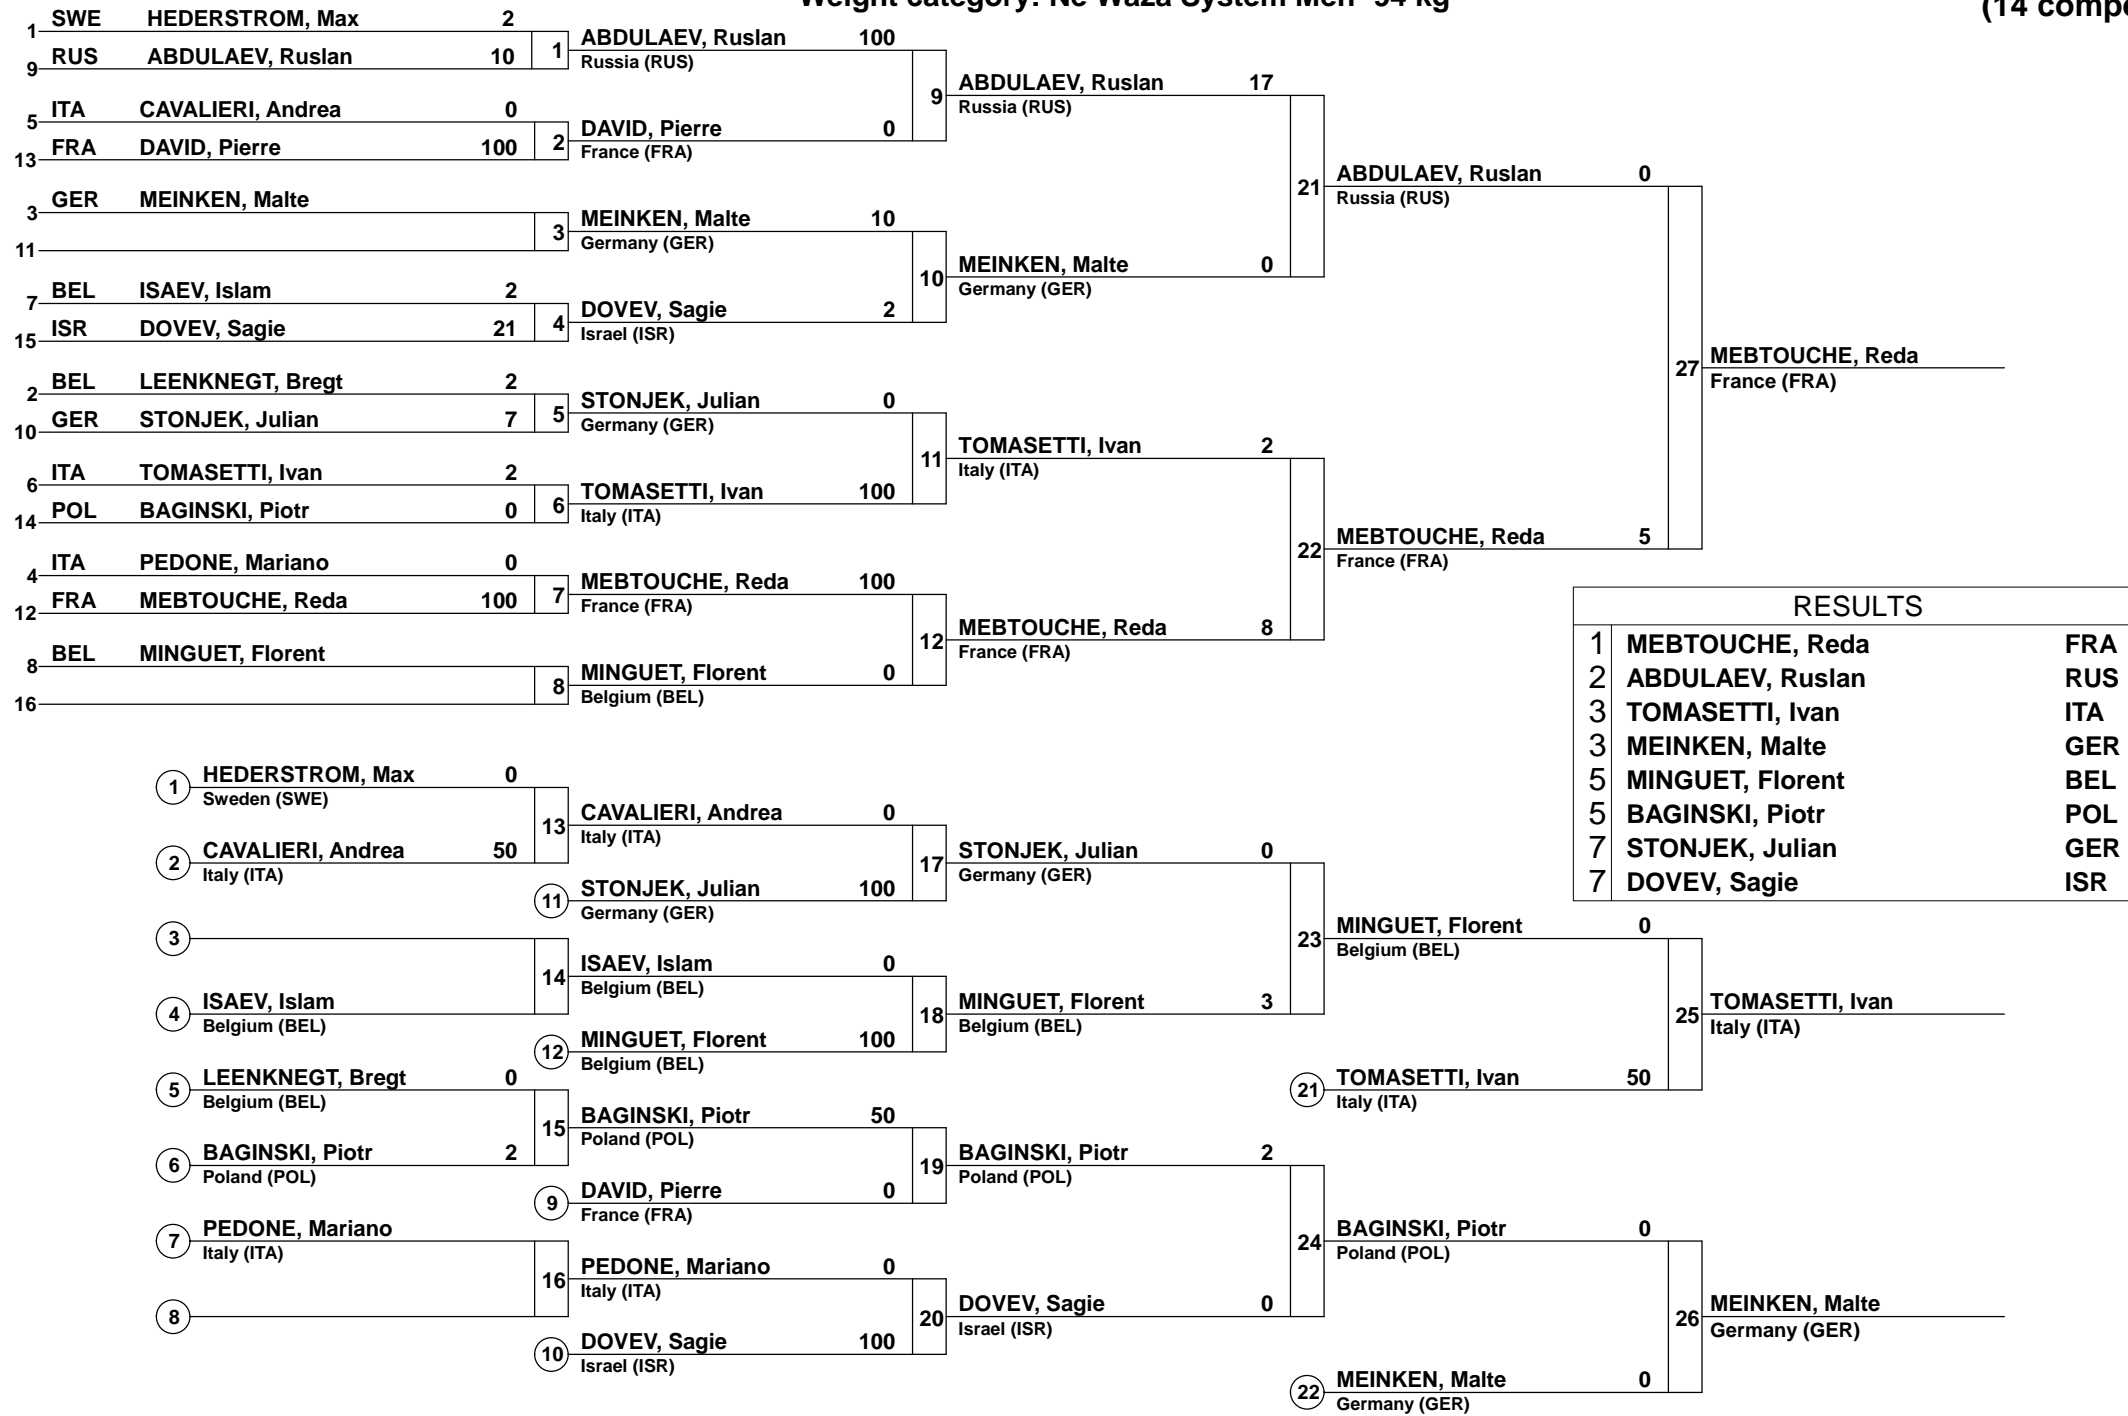 Weight category: Ne Waza System Men -94 kg
(14 compe
1 SWE HEDERSTROM, Max 2
9 RUS ABDULAEV, Ruslan 10
1
5 ITA CAVALIERI, Andrea 0
13 FRA DAVID, Pierre 100
2
3 GER MEINKEN, Malte
11
3
7 BEL ISAEV, Islam 2
15 ISR DOVEV, Sagie 21
4
2 BEL LEENKNEGT, Bregt 2
10 GER STONJEK, Julian 7
5
6 ITA TOMASETTI, Ivan 2
14 POL BAGINSKI, Piotr 0
6
4 ITA PEDONE, Mariano 0
12 FRA MEBTOUCHE, Reda 100
7
8 BEL MINGUET, Florent
16
8
ABDULAEV, Ruslan 100
Russia (RUS)
DAVID, Pierre 0
France (FRA)
9
MEINKEN, Malte 10
Germany (GER)
DOVEV, Sagie 2
Israel (ISR)
10
STONJEK, Julian 0
Germany (GER)
TOMASETTI, Ivan 100
Italy (ITA)
11
MEBTOUCHE, Reda 100
France (FRA)
MINGUET, Florent 0
Belgium (BEL)
12
ABDULAEV, Ruslan 17
Russia (RUS)
MEINKEN, Malte 0
Germany (GER)
21
TOMASETTI, Ivan 2
Italy (ITA)
MEBTOUCHE, Reda 8
France (FRA)
22
ABDULAEV, Ruslan 0
Russia (RUS)
MEBTOUCHE, Reda 5
France (FRA)
27
MEBTOUCHE, Reda
France (FRA)
RESULTS
1 MEBTOUCHE, Reda FRA
2 ABDULAEV, Ruslan RUS
3 TOMASETTI, Ivan ITA
3 MEINKEN, Malte GER
5 MINGUET, Florent BEL
5 BAGINSKI, Piotr POL
7 STONJEK, Julian GER
7 DOVEV, Sagie ISR
1 HEDERSTROM, Max 0
Sweden (SWE)
2 CAVALIERI, Andrea 50
Italy (ITA)
13
3
4 ISAEV, Islam
Belgium (BEL)
14
5 LEENKNEGT, Bregt 0
Belgium (BEL)
6 BAGINSKI, Piotr 2
Poland (POL)
15
7 PEDONE, Mariano
Italy (ITA)
8
16
CAVALIERI, Andrea 0
Italy (ITA)
11 STONJEK, Julian 100
Germany (GER)
17
ISAEV, Islam 0
Belgium (BEL)
12 MINGUET, Florent 100
Belgium (BEL)
18
BAGINSKI, Piotr 50
Poland (POL)
9 DAVID, Pierre 0
France (FRA)
19
PEDONE, Mariano 0
Italy (ITA)
10 DOVEV, Sagie 100
Israel (ISR)
20
STONJEK, Julian 0
Germany (GER)
MINGUET, Florent 3
Belgium (BEL)
23
BAGINSKI, Piotr 2
Poland (POL)
DOVEV, Sagie 0
Israel (ISR)
24
MINGUET, Florent 0
Belgium (BEL)
21 TOMASETTI, Ivan 50
Italy (ITA)
25
BAGINSKI, Piotr 0
Poland (POL)
22 MEINKEN, Malte 0
Germany (GER)
26
TOMASETTI, Ivan
Italy (ITA)
MEINKEN, Malte
Germany (GER)